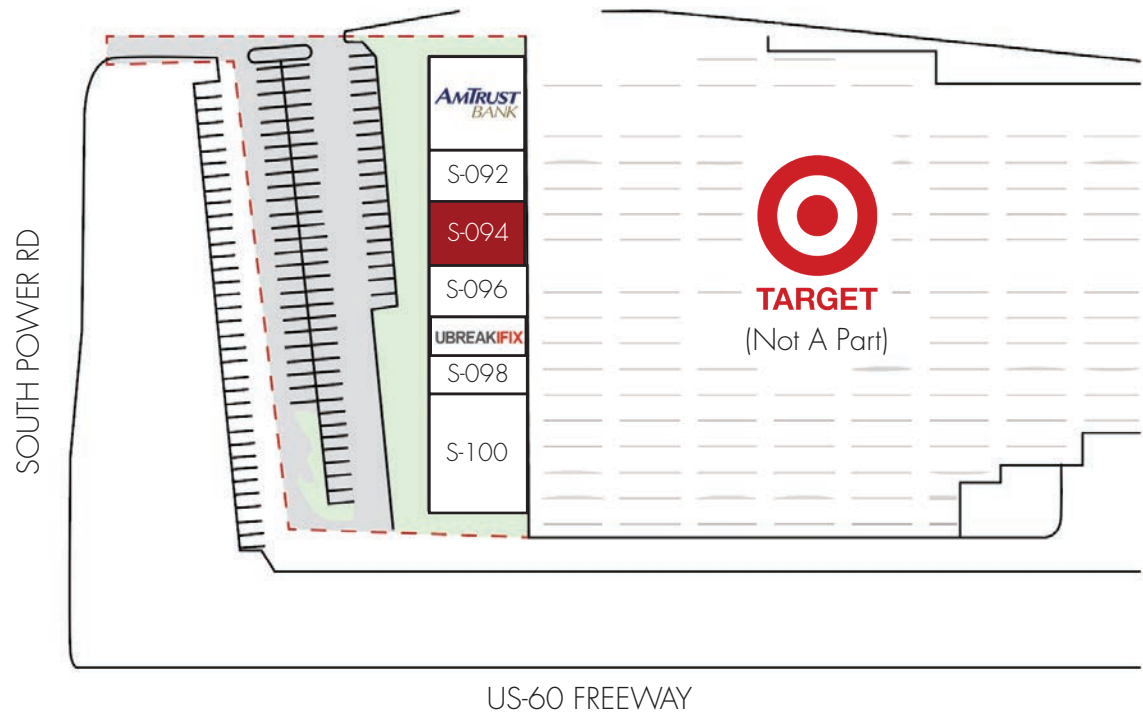 AMTRUST
BANK
S-092
S-094
S-096
UBREAKIFIX
S-098
S-100
TARGET
(Not A Part)
SOUTH POWER RD
US-60 FREEWAY